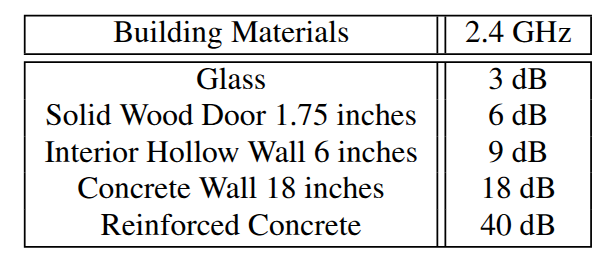 Building Materials 2.4 GHz
Glass 3 dB
Solid Wood Door 1.75 inches 6 dB
Interior Hollow Wall 6 inches 9 dB
Concrete Wall 18 inches 18 dB
Reinforced Concrete 40 dB